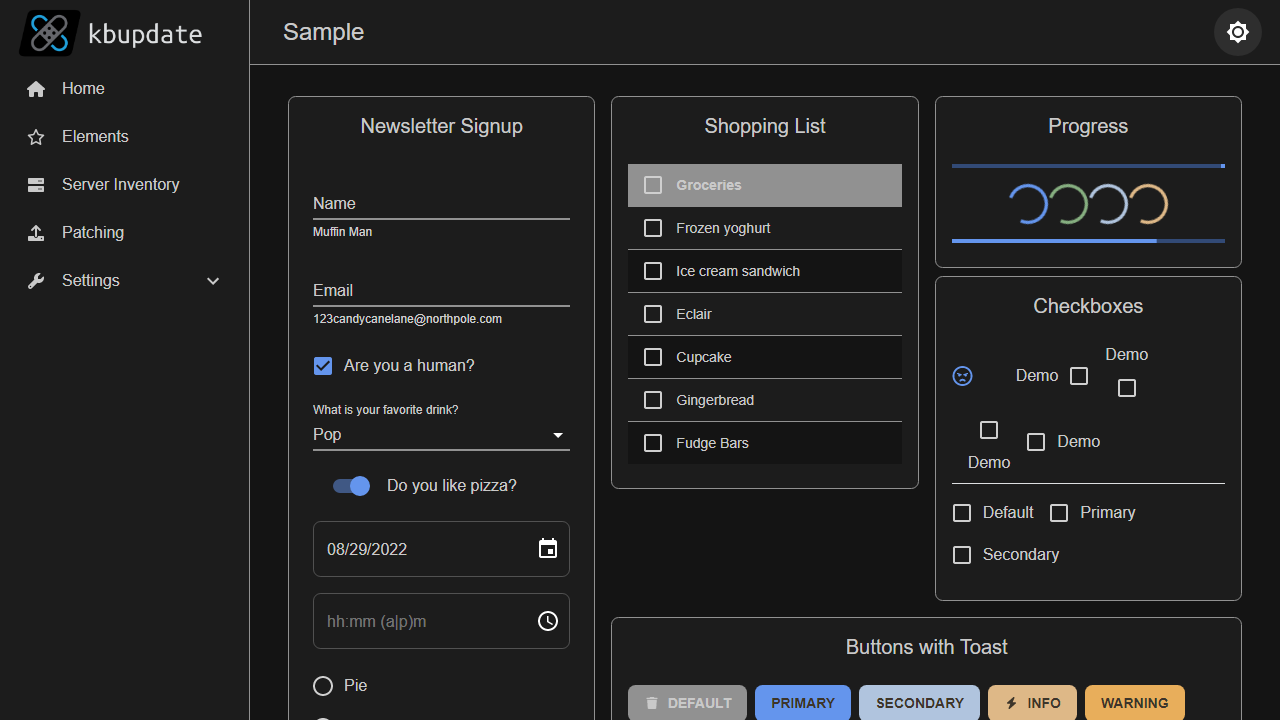 kbupdate
Home
Elements
Server Inventory
Patching
Settings
Sample
Newsletter Signup
Name
Muffin Man
Email
123candycanelane@northpole.com
Are you a human?
What is your favorite drink?
Pop
Do you like pizza?
08/29/2022
hh:mm (a|p)m
Pie
Shopping List
Groceries
Frozen yoghurt
Ice cream sandwich
Eclair
Cupcake
Gingerbread
Fudge Bars
Progress
Checkboxes
Demo
Demo
Demo
Demo
Default
Primary
Secondary
Buttons with Toast
DEFAULT
PRIMARY
SECONDARY
INFO
WARNING